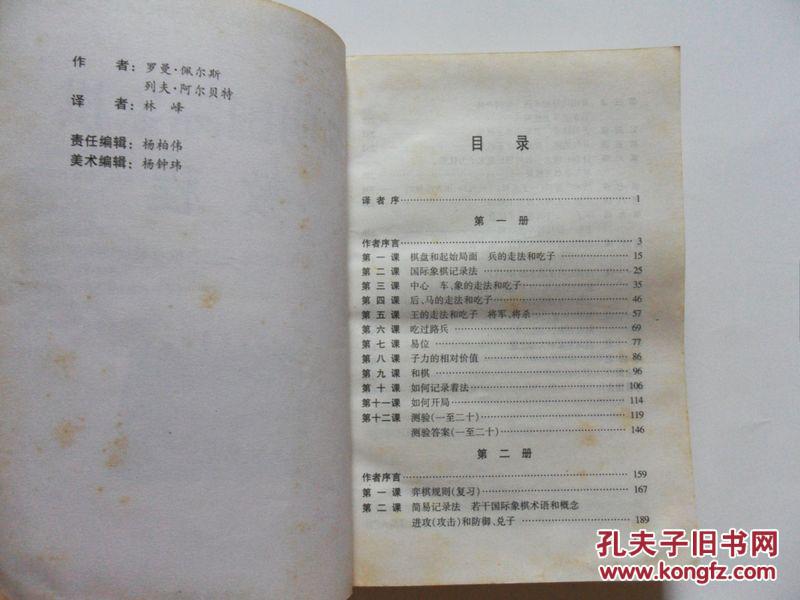 作 者：罗曼·佩尔斯
列夫·阿尔贝特
译 者：林 峰
责任编辑：杨柏伟
美术编辑：杨钟玮
目 录
译 者 序……1
第 一 册
作者序言……3
第 一 课 棋盘和起始局面 兵的走法和吃子……15
第 二 课 国际象棋记录法……25
第 三 课 中心 车、象的走法和吃子……35
第 四 课 后、马的走法和吃子……46
第 五 课 王的走法和吃子 将军、将杀……57
第 六 课 吃过路兵……69
第 七 课 易位……77
第 八 课 子力的相对价值……86
第 九 课 和棋……96
第 十 课 如何记录着法……106
第十一课 如何开局……114
第十二课 测验(一至二十)……119
测验答案(一至二十)……146
第 二 册
作者序言……159
第 一 课 弈棋规则(复习)……167
第 二 课 简易记录法 若干国际象棋术语和概念
进攻(攻击)和防御、兑子……189
孔夫子旧书网
www.kongfz.com